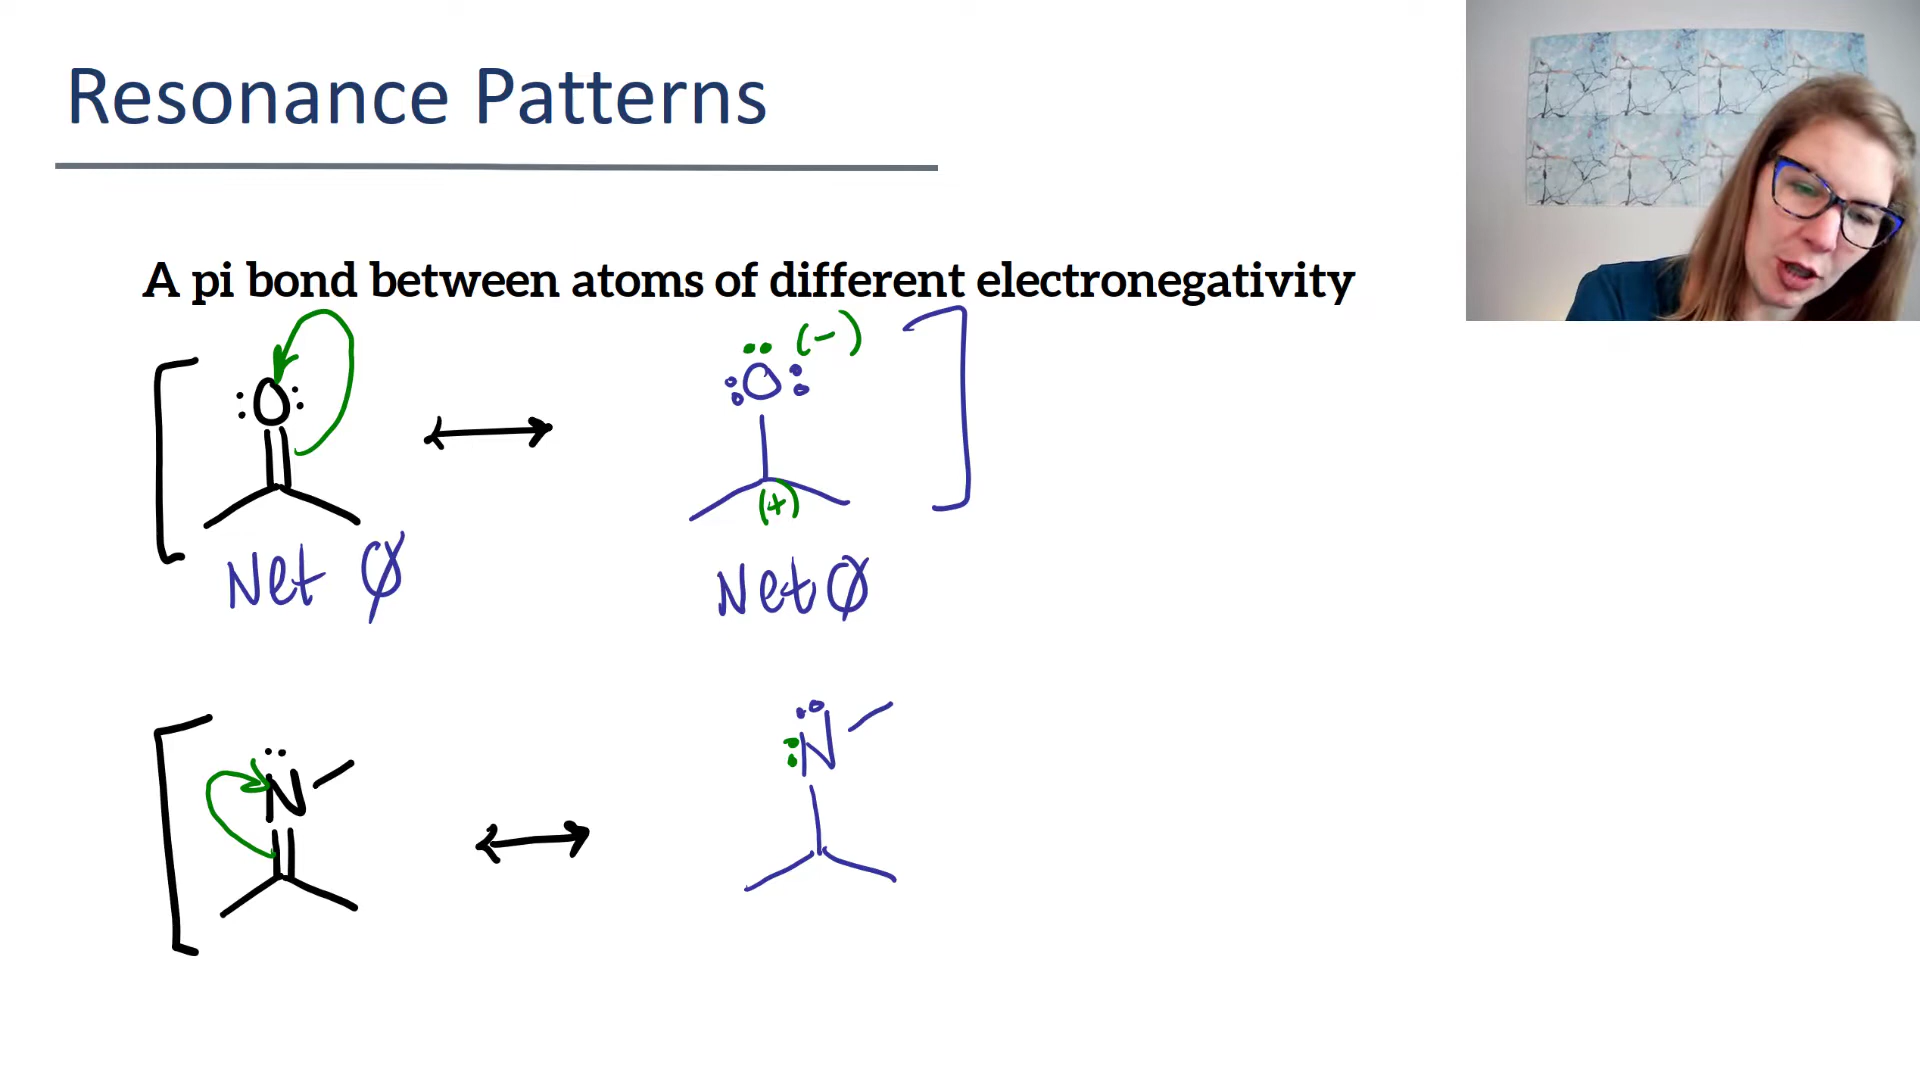 Resonance Patterns
A pi bond between atoms of different electronegativity
O
O (-)
(+)
Net Ø
Net Ø
N
N